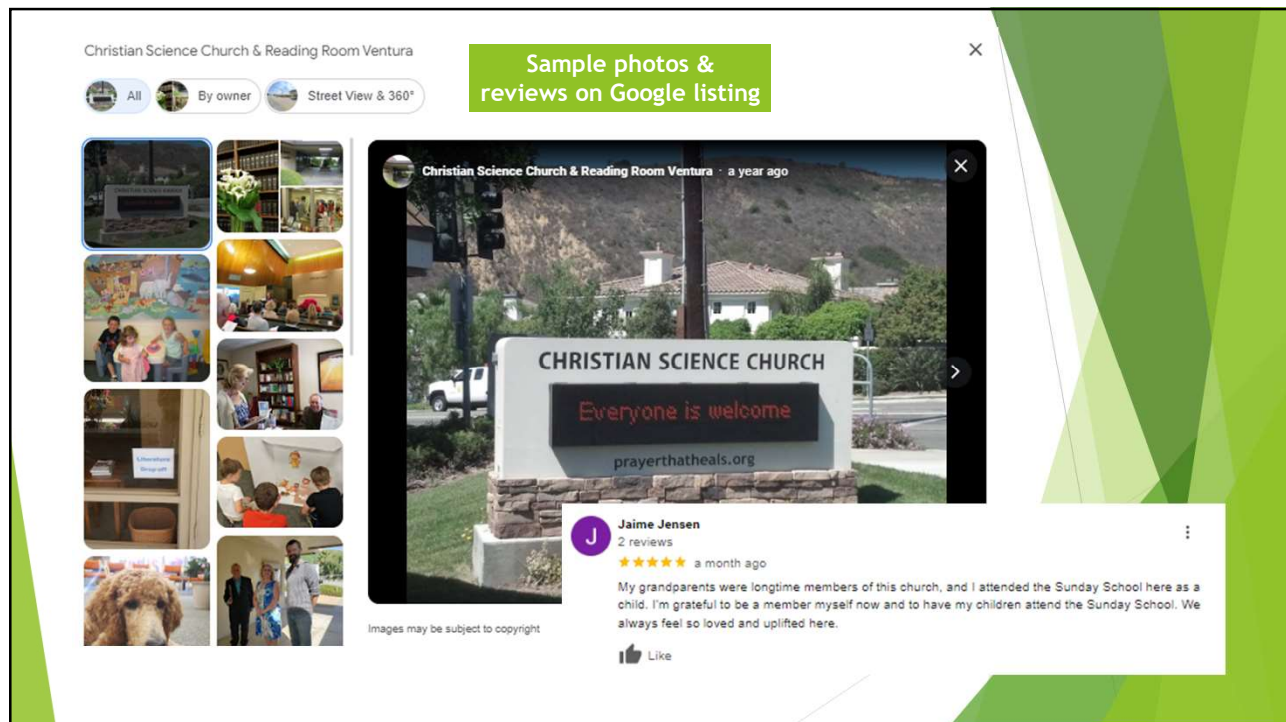 Christian Science Church & Reading Room Ventura
Sample photos &
reviews on Google listing
All
By owner
Street View & 360°
Christian Science Church & Reading Room Ventura · a year ago
CHRISTIAN SCIENCE CHURCH
Everyone is welcome
prayerthatheals.org
Literature
Drop off
Images may be subject to copyright
J
Jaime Jensen
2 reviews
a month ago
My grandparents were longtime members of this church, and I attended the Sunday School here as a
child. I'm grateful to be a member myself now and to have my children attend the Sunday School. We
always feel so loved and uplifted here.
Like